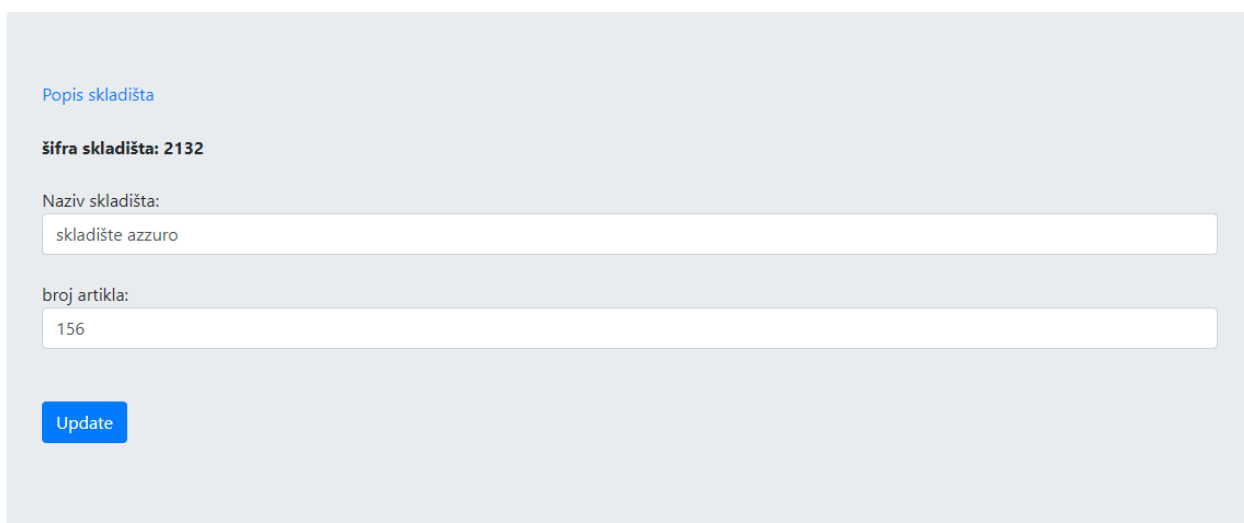 Popis skladišta
šifra skladišta: 2132
Naziv skladišta:
skladište azzuro
broj artikla:
156
Update